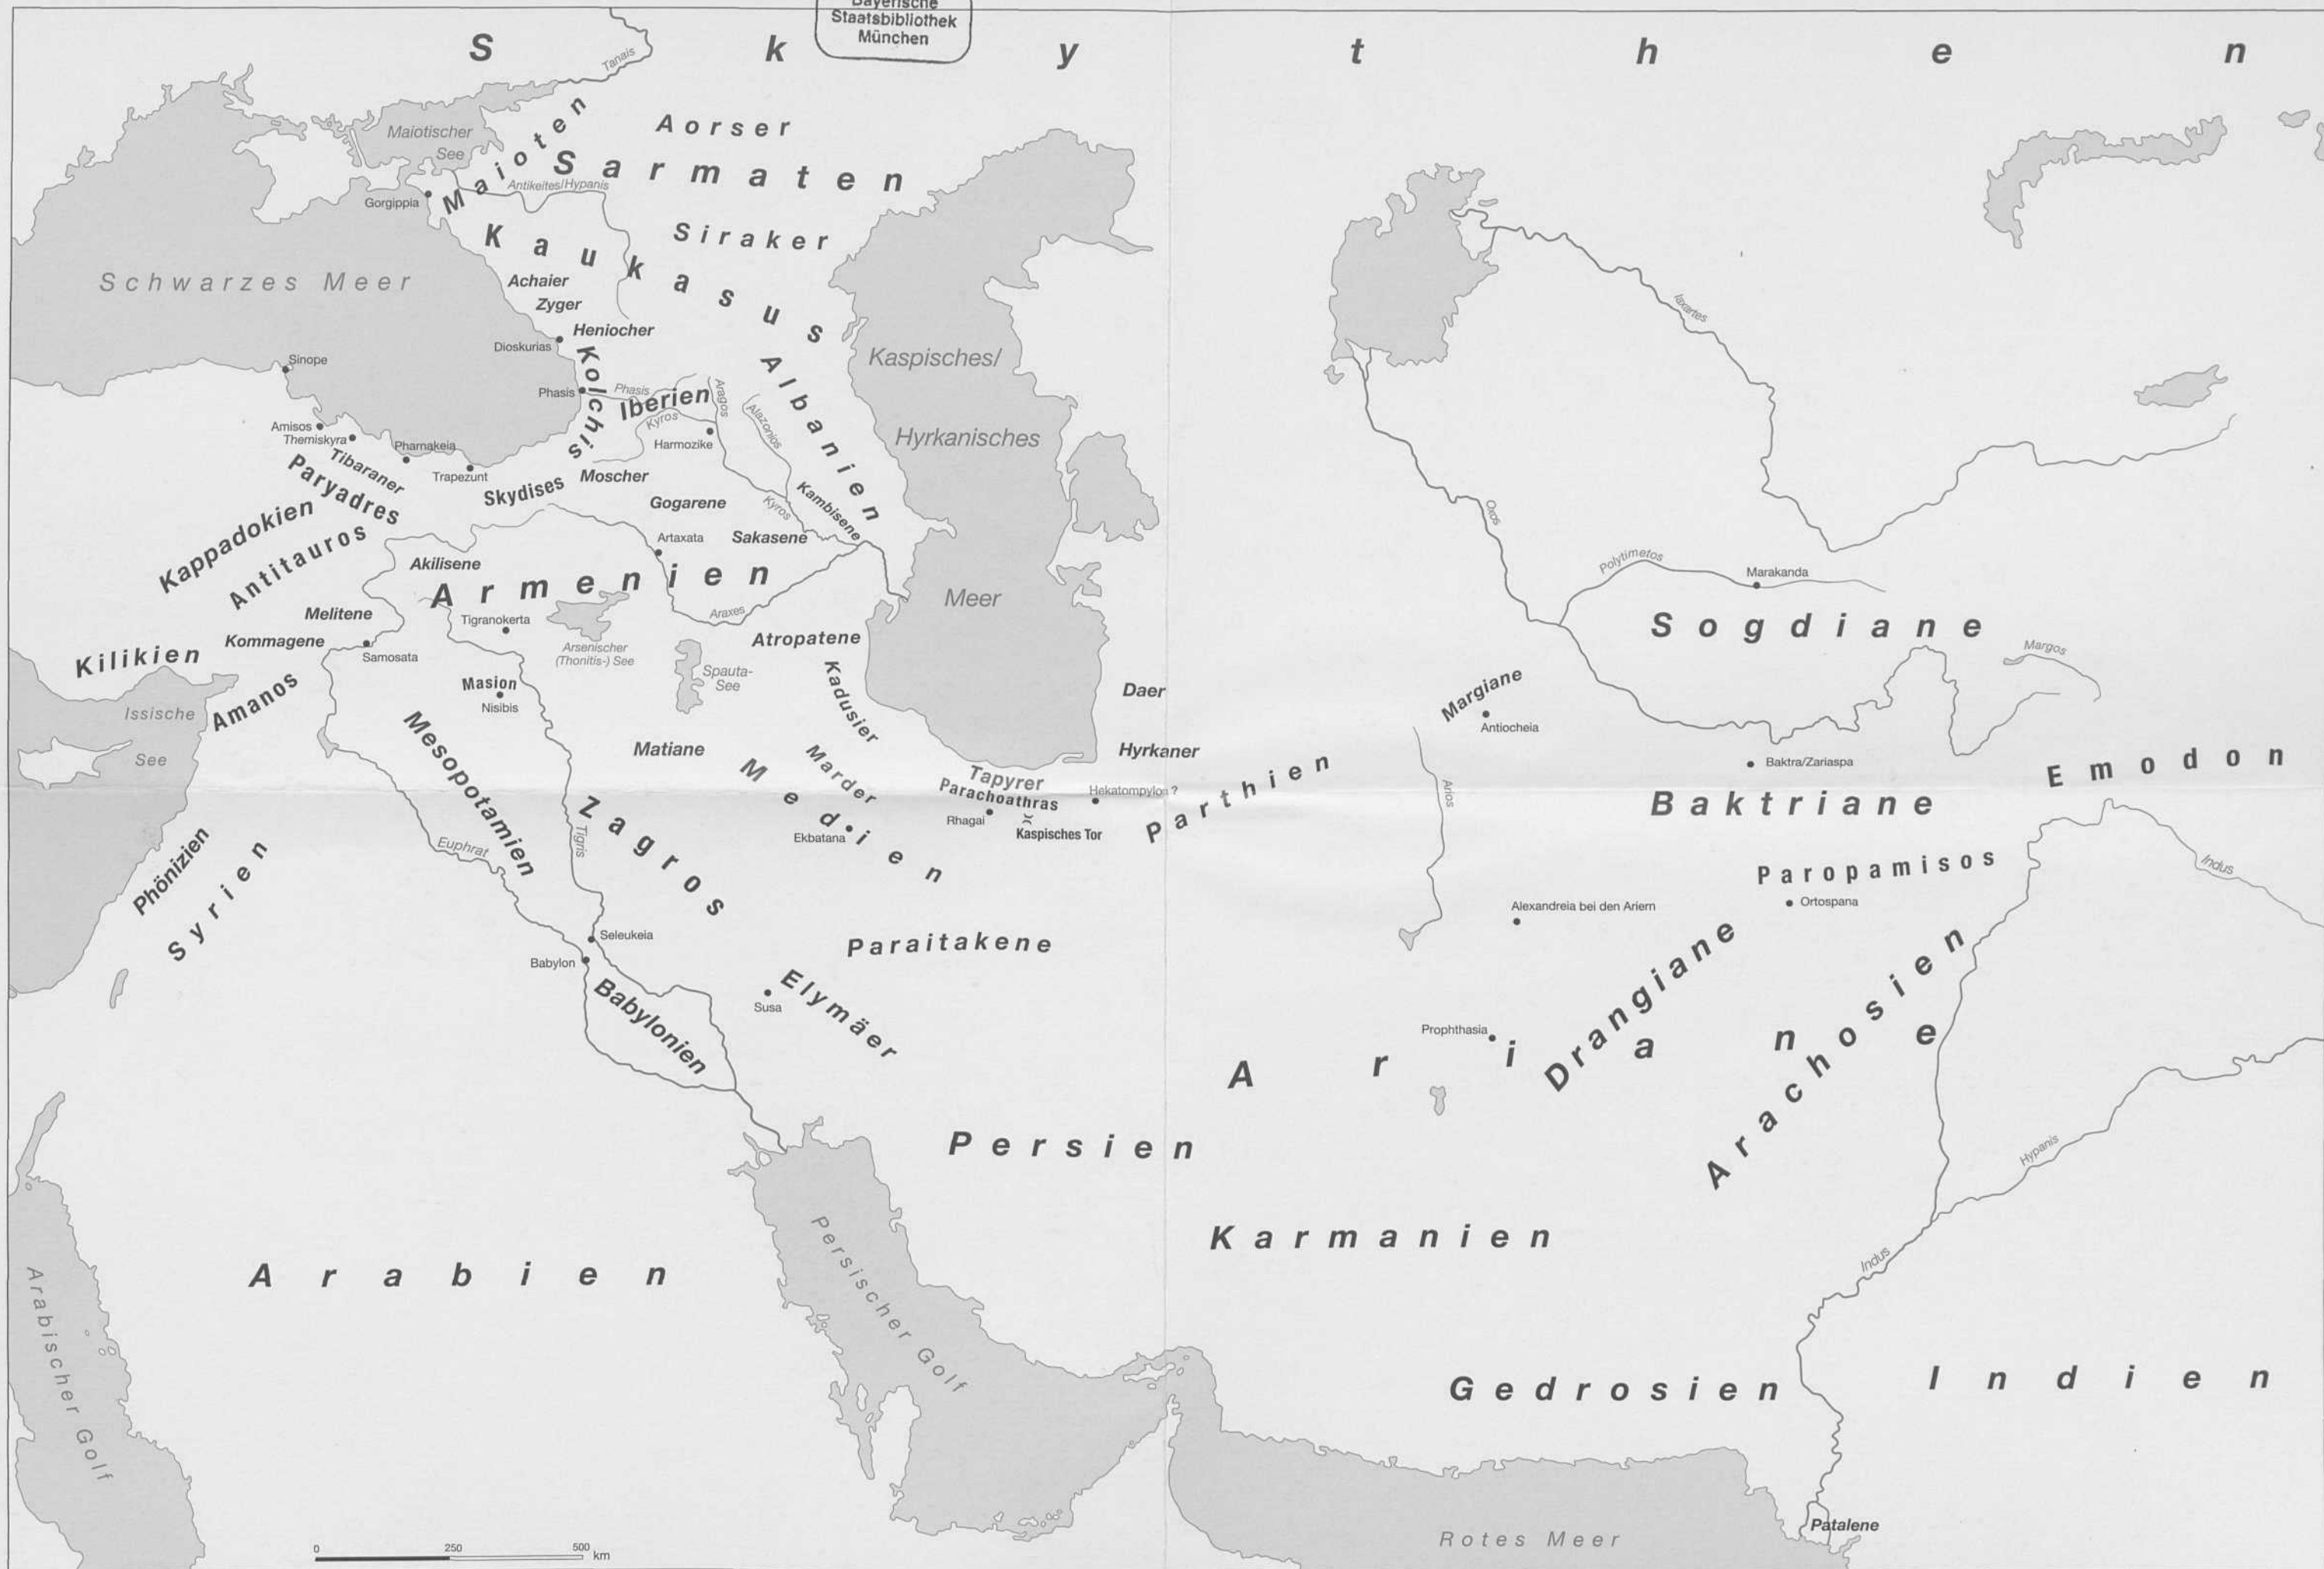 Bayerische
Staatsbibliothek
München
Skythen
Tanais
Maiotischer
See
Maioten
Aorser
Sarmaten
Antikeites/Hypanis
Gorgippia
Siraker
Kaukasus
Schwarzes Meer
Achaier
Zyger
Heniocher
Dioskurias
Kolchis
Sinope
Phasis
Phasis
Iberien
Kyros
Aragos
Alazonios
Albanien
Harmozike
Kaspisches/
Hyrkanisches
Meer
Iaxartes
Amisos
Themiskyra
Pharnakeia
Tibaraner
Trapezunt
Paryadres
Skydises
Moscher
Gogarene
Kyros
Kambisene
Kappadokien
Antitauros
Artaxata
Sakasene
Akilisene
Armenien
Araxes
Oxos
Polytimetos
Marakanda
Sogdiane
Margos
Melitene
Tigranokerta
Kommagene
Samosata
Arsenischer
(Thonitis-) See
Atropatene
Kilikien
Spauta-
See
Masion
Nisibis
Kadusier
Daer
Margiane
Antiocheia
Issische
See
Amanos
Mesopotamien
Matiane
Medien
Marder
Hyrkaner
Tapyrer
Parachoathras
Hekatompylon ?
Rhagai
Kaspisches Tor
Parthien
Arios
Baktra/Zariaspa
Baktriane
Emodon
Ekbatana
Zagros
Tigris
Euphrat
Phönizien
Syrien
Paropamisos
Ortospana
Indus
Alexandreia bei den Ariern
Seleukeia
Babylon
Babylonien
Paraitakene
Susa
Elymäer
Drangiane
Arachosien
Prophthasia
Ariane
Persien
Hypanis
Karmanien
Indus
Arabien
Persischer Golf
Arabischer Golf
Gedrosien
Indien
Patalene
Rotes Meer
0 250 500 km